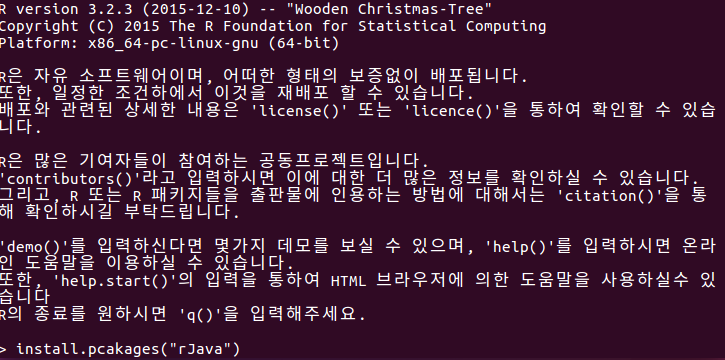 R version 3.2.3 (2015-12-10) -- "Wooden Christmas-Tree"
Copyright (C) 2015 The R Foundation for Statistical Computing
Platform: x86_64-pc-linux-gnu (64-bit)
R은 자유 소프트웨어이며, 어떠한 형태의 보증없이 배포됩니다.
또한, 일정한 조건하에서 이것을 재배포 할 수 있습니다.
배포와 관련된 상세한 내용은 'license()' 또는 'licence()'을 통하여 확인할 수 있습
니다.
R은 많은 기여자들이 참여하는 공동프로젝트입니다.
'contributors()'라고 입력하시면 이에 대한 더 많은 정보를 확인하실 수 있습니다.
그리고, R 또는 R 패키지들을 출판물에 인용하는 방법에 대해서는 'citation()'을 통
해 확인하시길 부탁드립니다.
'demo()'를 입력하신다면 몇가지 데모를 보실 수 있으며, 'help()'를 입력하시면 온라
인 도움말을 이용하실 수 있습니다.
또한, 'help.start()'의 입력을 통하여 HTML 브라우저에 의한 도움말을 사용하실수 있
습니다
R의 종료를 원하시면 'q()'을 입력해주세요.
> install.pcakages("rJava")